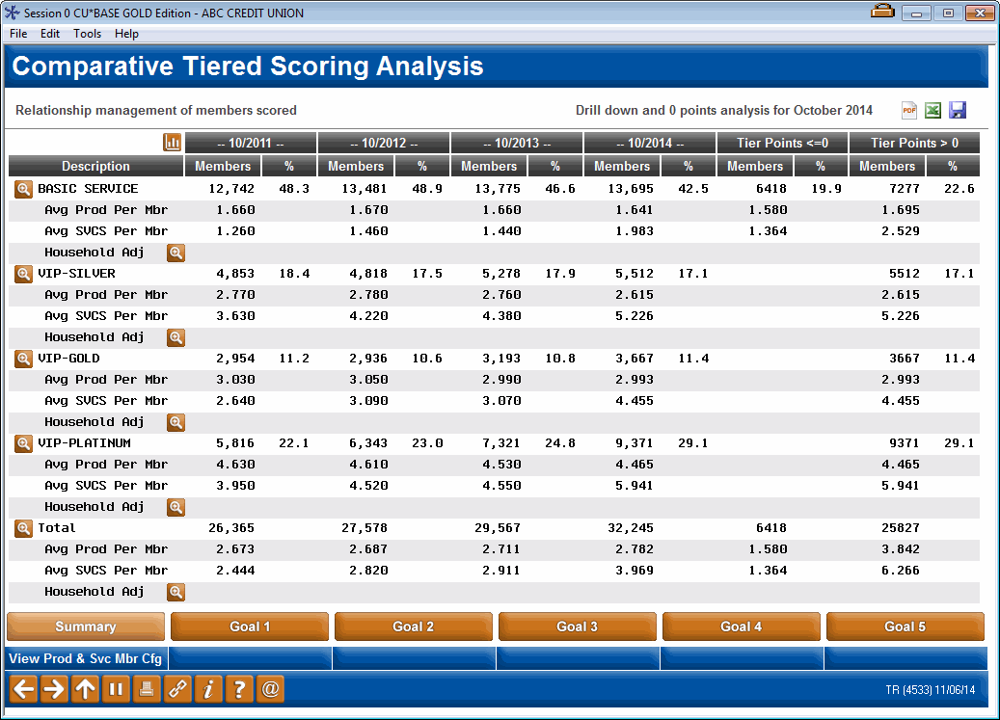 Session 0 CU*BASE GOLD Edition - ABC CREDIT UNION
File Edit Tools Help
Comparative Tiered Scoring Analysis
Relationship management of members scored Drill down and 0 points analysis for October 2014 PDF
-- 10/2011 -- -- 10/2012 -- -- 10/2013 -- -- 10/2014 -- Tier Points <=0 Tier Points > 0
Description Members % Members % Members % Members % Members % Members %
BASIC SERVICE 12,742 48.3 13,481 48.9 13,775 46.6 13,695 42.5 6418 19.9 7277 22.6
Avg Prod Per Mbr 1.660 1.670 1.660 1.641 1.580 1.695
Avg SVCS Per Mbr 1.260 1.460 1.440 1.983 1.364 2.529
Household Adj
VIP-SILVER 4,853 18.4 4,818 17.5 5,278 17.9 5,512 17.1 5512 17.1
Avg Prod Per Mbr 2.770 2.780 2.760 2.615 2.615
Avg SVCS Per Mbr 3.630 4.220 4.380 5.226 5.226
Household Adj
VIP-GOLD 2,954 11.2 2,936 10.6 3,193 10.8 3,667 11.4 3667 11.4
Avg Prod Per Mbr 3.030 3.050 2.990 2.993 2.993
Avg SVCS Per Mbr 2.640 3.090 3.070 4.455 4.455
Household Adj
VIP-PLATINUM 5,816 22.1 6,343 23.0 7,321 24.8 9,371 29.1 9371 29.1
Avg Prod Per Mbr 4.630 4.610 4.530 4.465 4.465
Avg SVCS Per Mbr 3.950 4.520 4.550 5.941 5.941
Household Adj
Total 26,365 27,578 29,567 32,245 6418 25827
Avg Prod Per Mbr 2.673 2.687 2.711 2.782 1.580 3.842
Avg SVCS Per Mbr 2.444 2.820 2.911 3.969 1.364 6.266
Household Adj
Summary Goal 1 Goal 2 Goal 3 Goal 4 Goal 5
View Prod & Svc Mbr Cfg
i ? @ TR (4533) 11/06/14